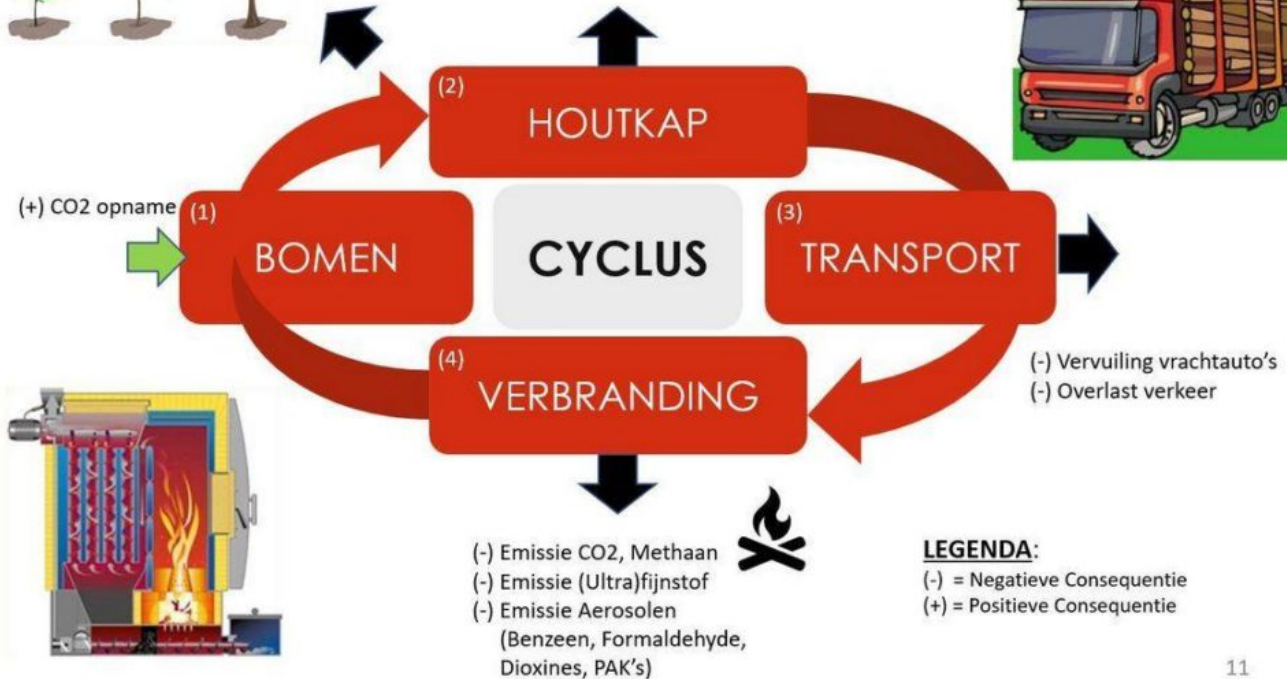 (2)
HOUTKAP
(+) CO2 opname
(1)
BOMEN
CYCLUS
(3)
TRANSPORT
(4)
VERBRANDING
(-) Vervuiling vrachtauto's
(-) Overlast verkeer
(-) Emissie CO2, Methaan
(-) Emissie (Ultra)fijnstof
(-) Emissie Aerosolen
(Benzeen, Formaldehyde,
Dioxines, PAK's)
LEGENDA:
(-) = Negatieve Consequentie
(+) = Positieve Consequentie
11